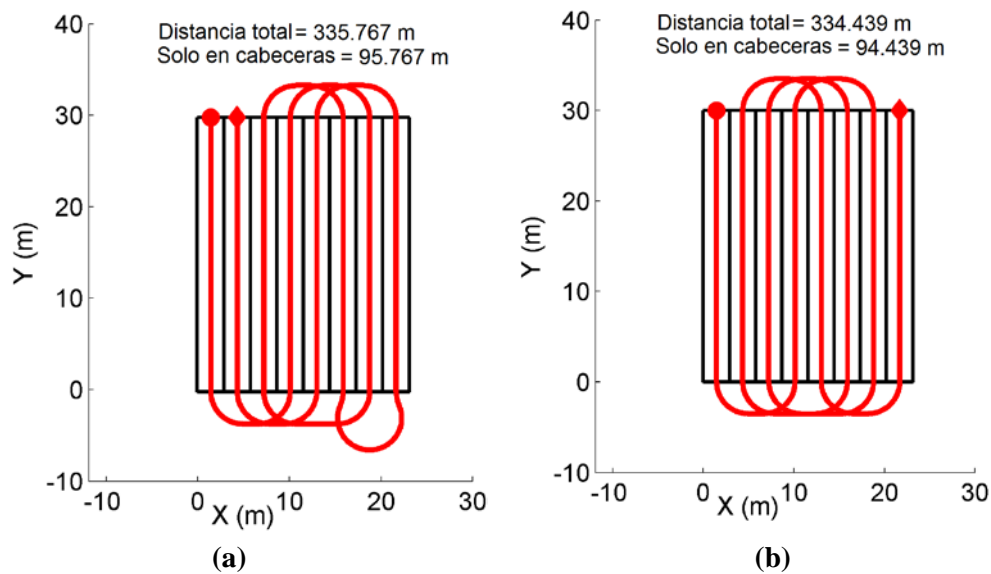 Distancia total = 335.767 m
Solo en cabeceras = 95.767 m
40
30
20
10
0
-10
Y (m)
-10
0
10
20
30
X (m)
(a)
Distancia total = 334.439 m
Solo en cabeceras = 94.439 m
40
30
20
10
0
-10
Y (m)
-10
0
10
20
30
X (m)
(b)